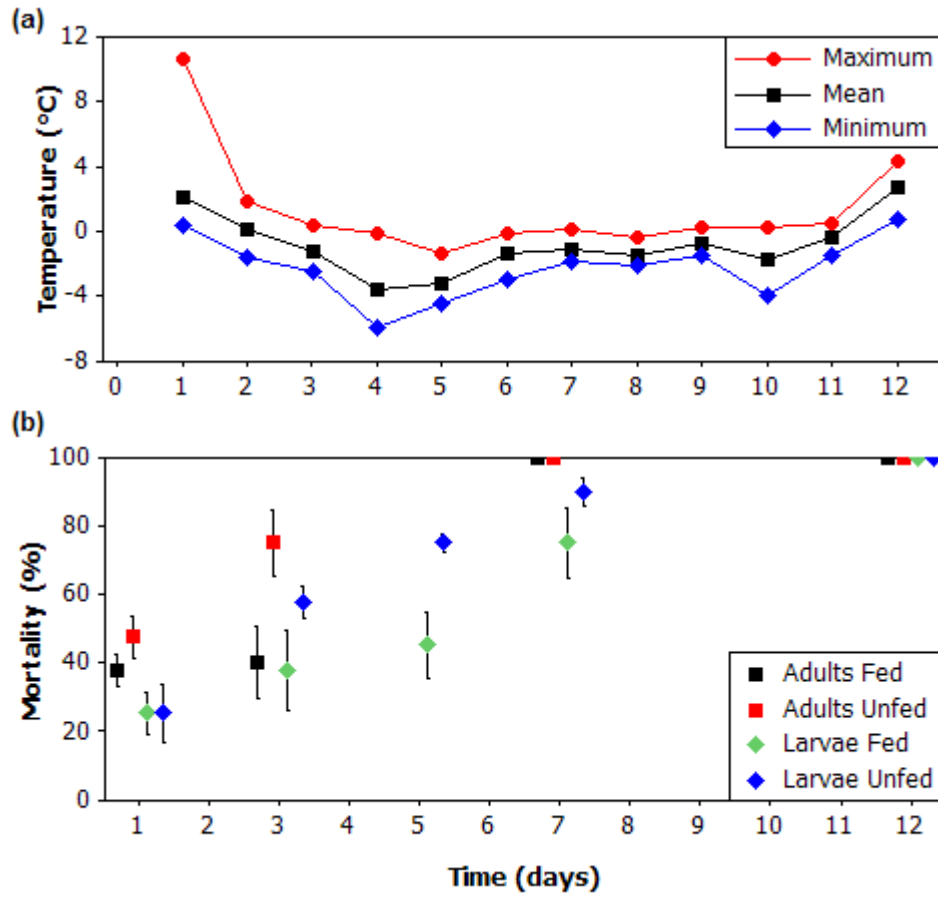 (a)
12
8
4
0
-4
-8
Temperature (°C)
Maximum
Mean
Minimum
0 1 2 3 4 5 6 7 8 9 10 11 12
(b)
100
80
60
40
20
0
Mortality (%)
Adults Fed
Adults Unfed
Larvae Fed
Larvae Unfed
1 2 3 4 5 6 7 8 9 10 11 12
Time (days)